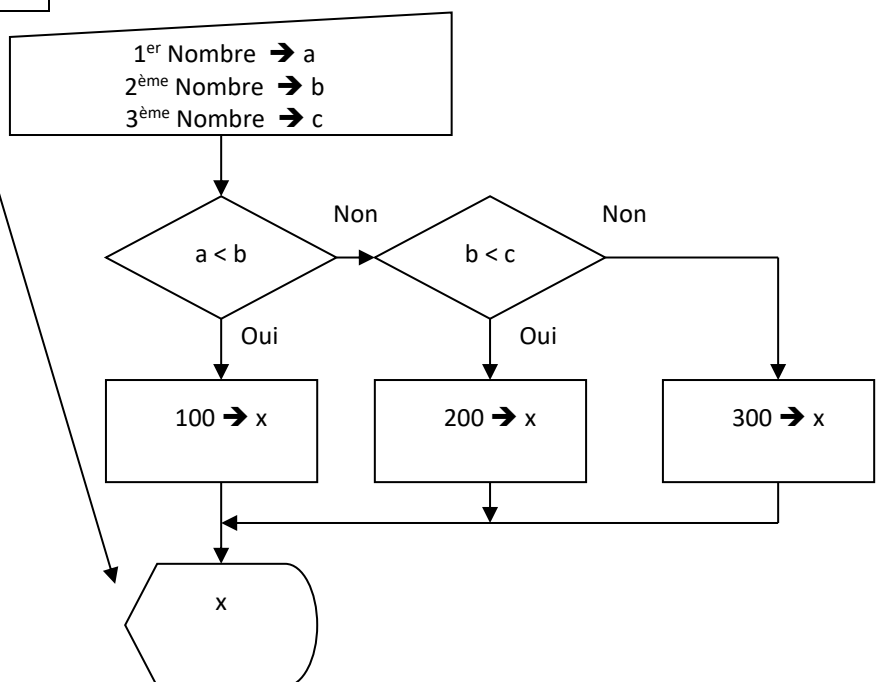 1er Nombre ➔ a
2ème Nombre ➔ b
3ème Nombre ➔ c
Non
Non
a < b
b < c
Oui
Oui
100 ➔ x
200 ➔ x
300 ➔ x
x